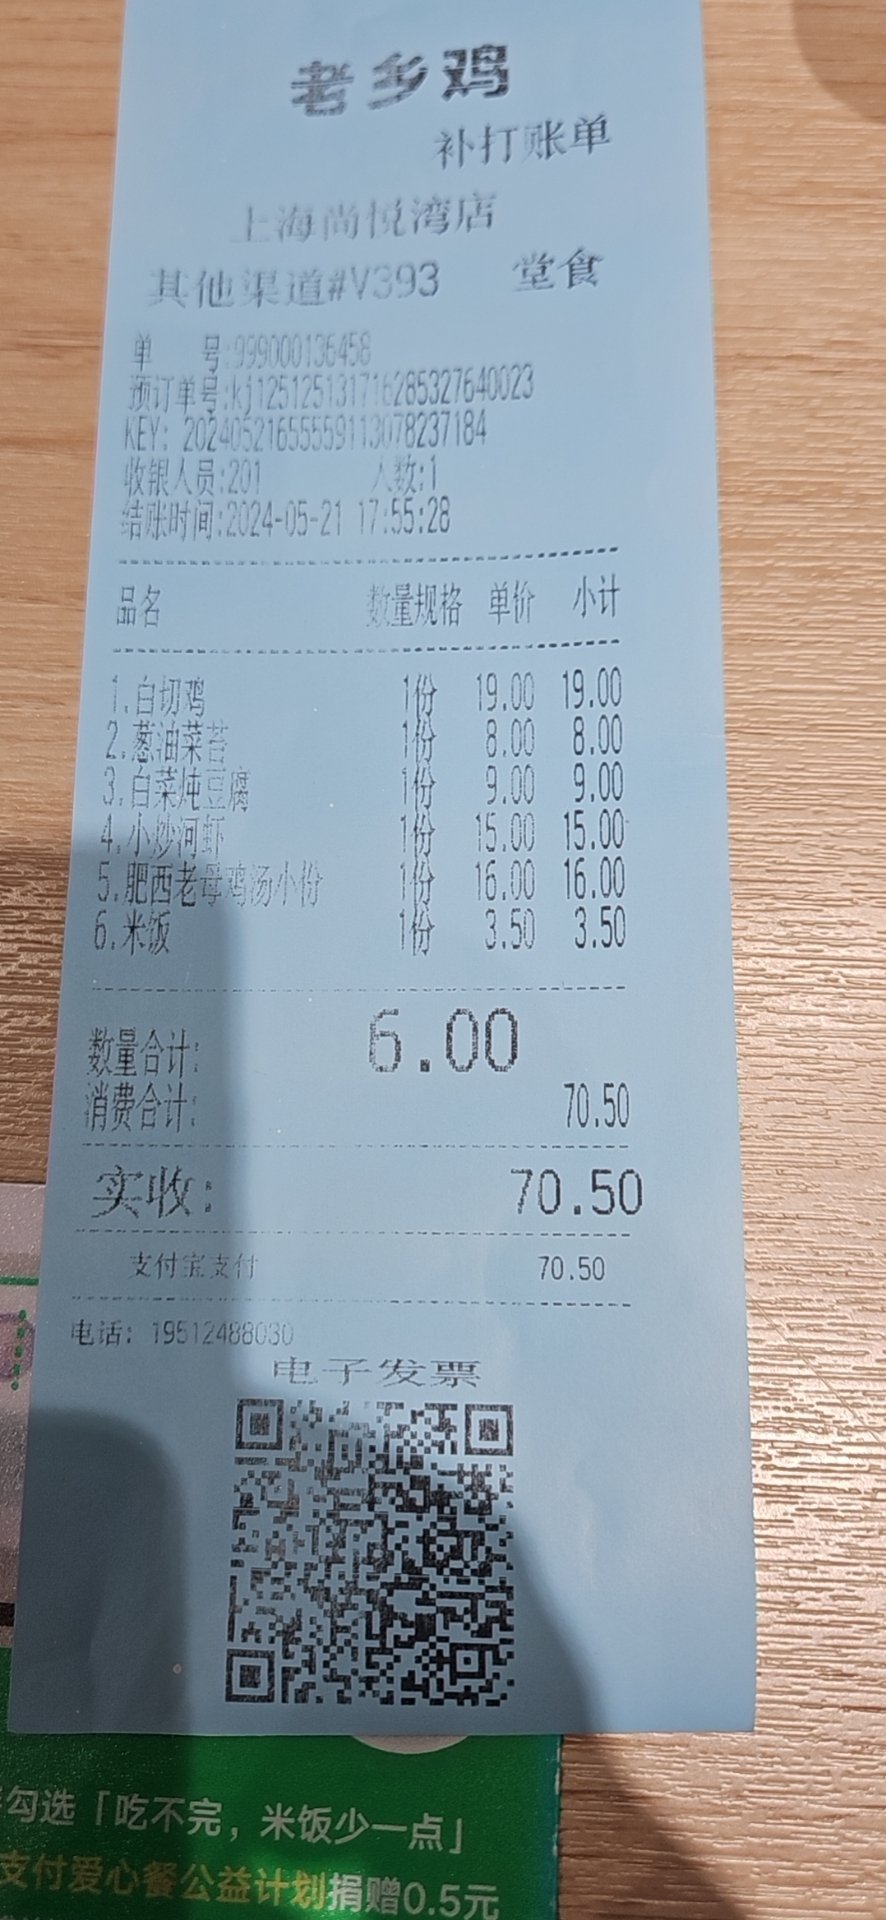 老乡鸡
补打账单
上海尚悦湾店
其他渠道#V393 堂食
单 号:999000136458
预订单号:kj125125131716285327640023
KEY: 20240521655559113078237184
收银人员:201 人数:1
结账时间:2024-05-21 17:55:28
品名 数量规格 单价 小计
1.白切鸡 1份 19.00 19.00
2.葱油菜苔 1份 8.00 8.00
3.白菜炖豆腐 1份 9.00 9.00
4.小炒河虾 1份 15.00 15.00
5.肥西老母鸡汤小份 1份 16.00 16.00
6.米饭 1份 3.50 3.50
数量合计: 6.00
消费合计: 70.50
实收: 70.50
支付宝支付 70.50
电话: 19512488030
电子发票
勾选「吃不完，米饭少一点」
支付爱心餐公益计划捐赠0.5元